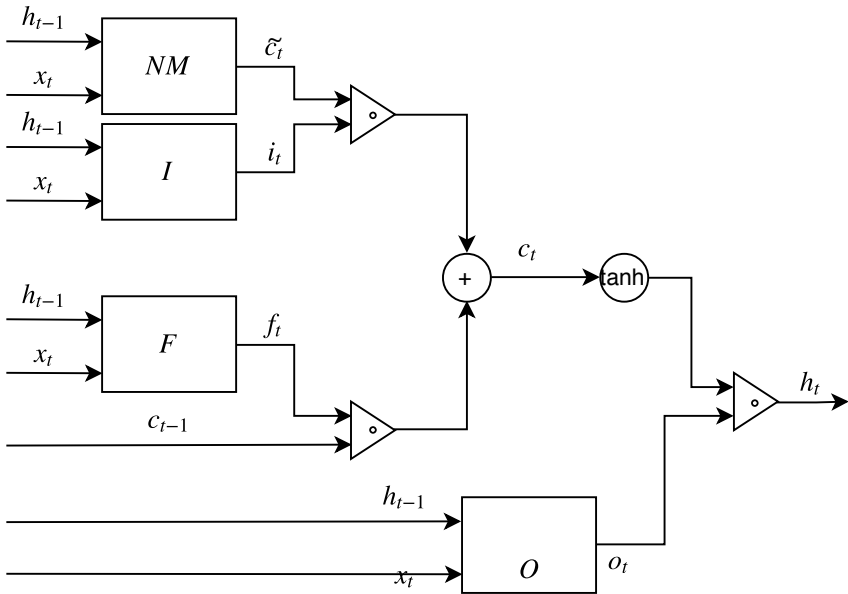 h_{t−1}
NM
c̃_t
x_t
h_{t−1}
I
i_t
x_t
+
c_t
tanh
h_{t−1}
F
f_t
x_t
c_{t−1}
h_t
h_{t−1}
x_t
O
o_t